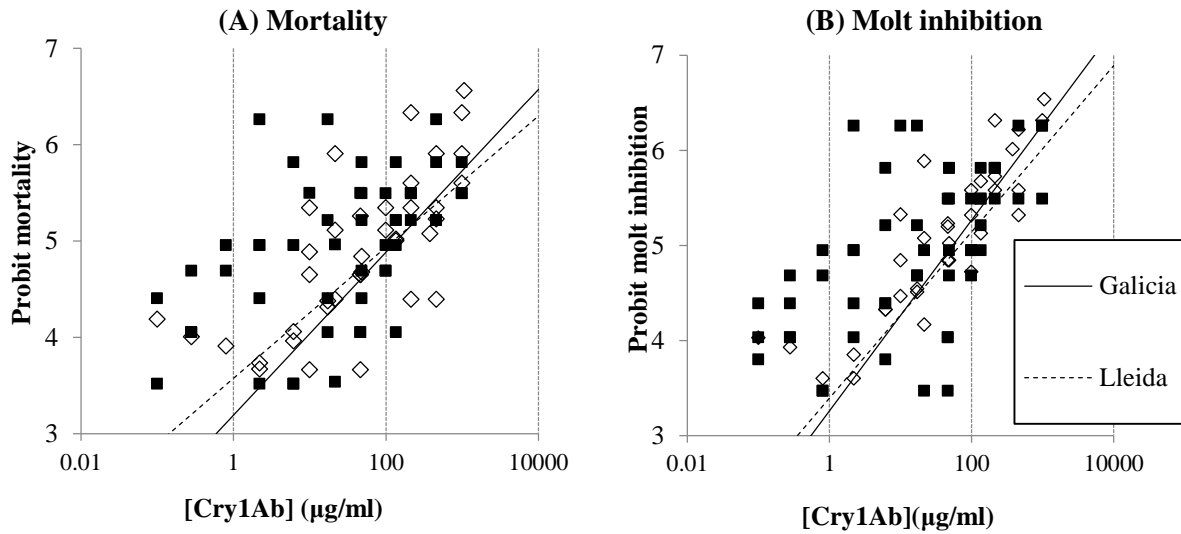 (A) Mortality
7
6
5
4
3
Probit mortality
0.01
1
100
10000
[Cry1Ab] (µg/ml)
(B) Molt inhibition
7
6
5
4
3
Probit molt inhibition
0.01
1
100
10000
[Cry1Ab](µg/ml)
Galicia
Lleida